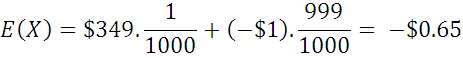 E(X) = $349. 1/1000 + (−$1). 999/1000 = −$0.65